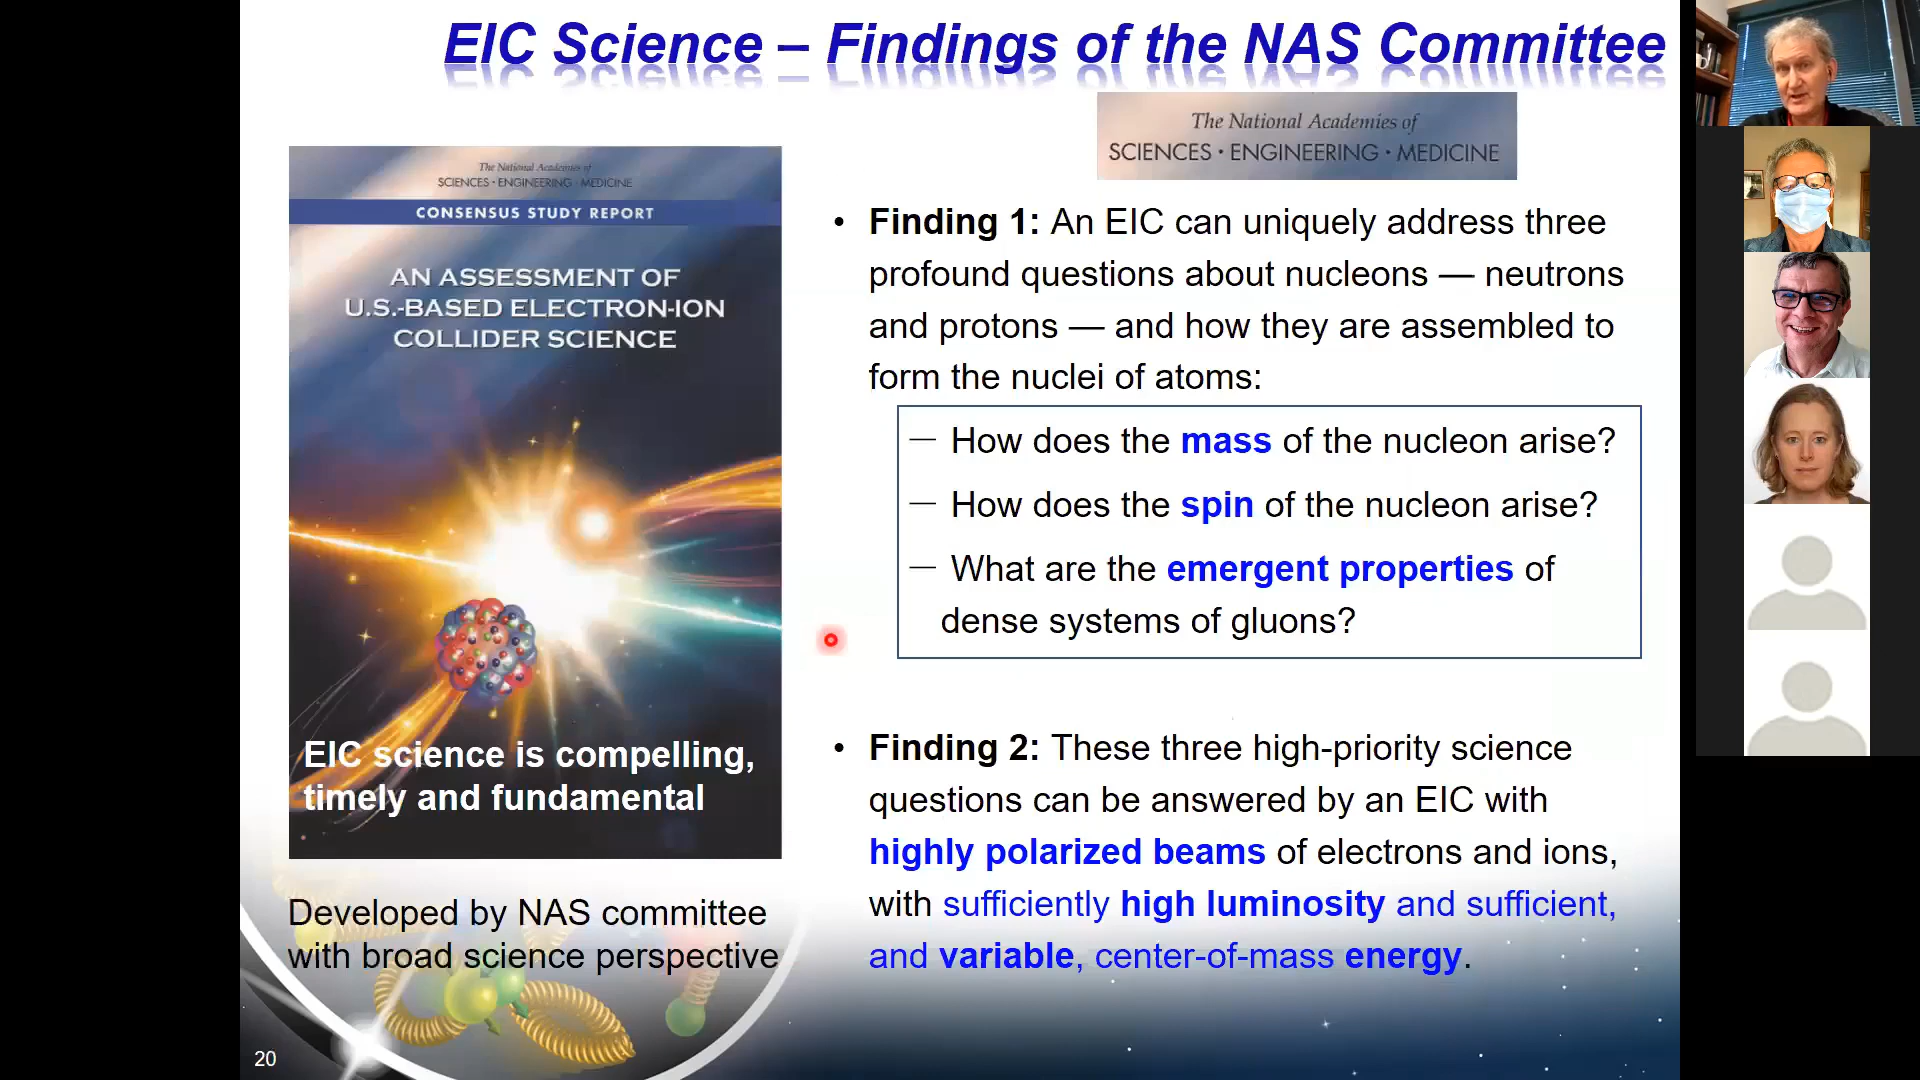 EIC Science – Findings of the NAS Committee
The National Academies of
SCIENCES · ENGINEERING · MEDICINE
The National Academies of
SCIENCES · ENGINEERING · MEDICINE
CONSENSUS STUDY REPORT
AN ASSESSMENT OF
U.S.-BASED ELECTRON-ION
COLLIDER SCIENCE
EIC science is compelling,
timely and fundamental
Developed by NAS committee
with broad science perspective
• Finding 1: An EIC can uniquely address three
profound questions about nucleons — neutrons
and protons — and how they are assembled to
form the nuclei of atoms:
— How does the mass of the nucleon arise?
— How does the spin of the nucleon arise?
— What are the emergent properties of
dense systems of gluons?
• Finding 2: These three high-priority science
questions can be answered by an EIC with
highly polarized beams of electrons and ions,
with sufficiently high luminosity and sufficient,
and variable, center-of-mass energy.
20